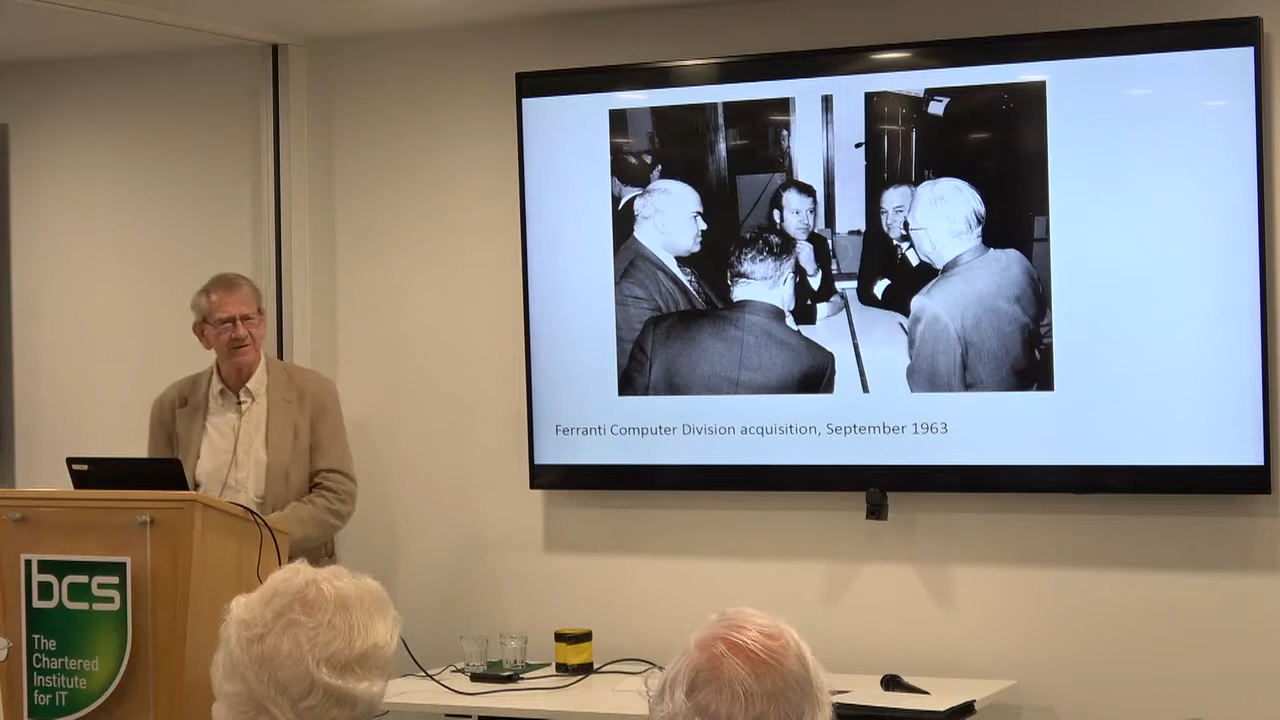 Ferranti Computer Division acquisition, September 1963
bcs
The
Chartered
Institute
for IT